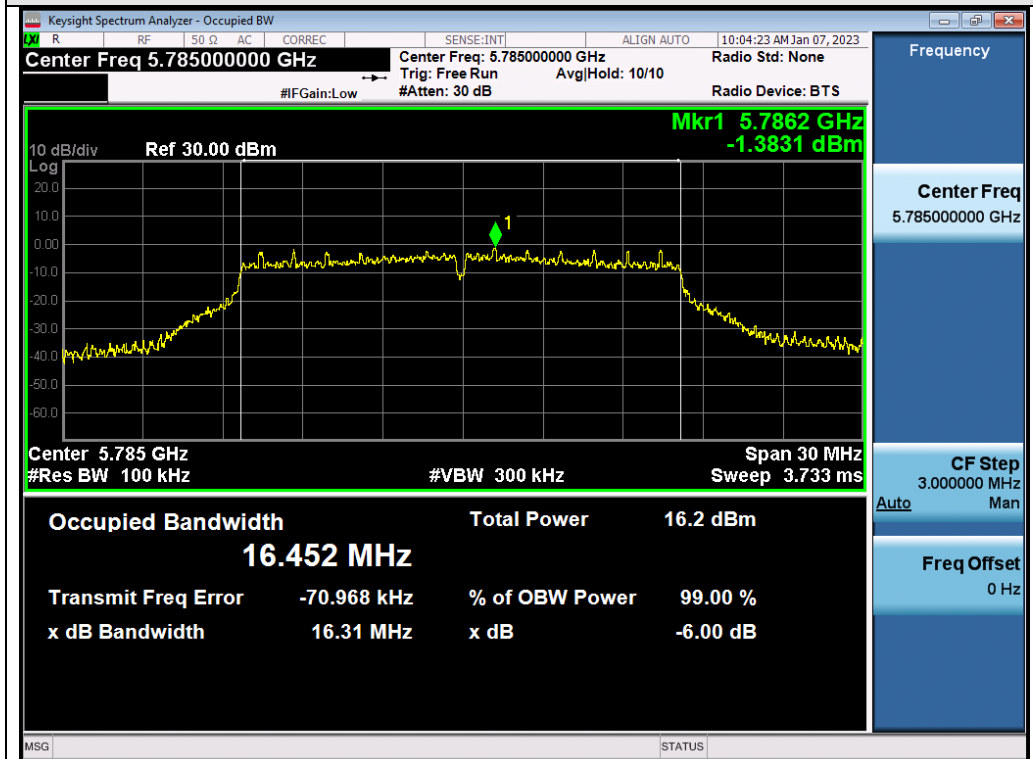 Keysight Spectrum Analyzer - Occupied BW
LXI R RF 50 Ω AC CORREC SENSE:INT ALIGN AUTO 10:04:23 AM Jan 07, 2023
Center Freq 5.785000000 GHz
Center Freq: 5.785000000 GHz Radio Std: None
Trig: Free Run Avg|Hold: 10/10
#IFGain:Low #Atten: 30 dB Radio Device: BTS
Mkr1 5.7862 GHz
-1.3831 dBm
10 dB/div Ref 30.00 dBm
Log
20.0
10.0
1
0.00
-10.0
-20.0
-30.0
-40.0
-50.0
-60.0
Center 5.785 GHz Span 30 MHz
#Res BW 100 kHz #VBW 300 kHz Sweep 3.733 ms
Occupied Bandwidth Total Power 16.2 dBm
16.452 MHz
Transmit Freq Error -70.968 kHz % of OBW Power 99.00 %
x dB Bandwidth 16.31 MHz x dB -6.00 dB
Frequency
Center Freq
5.785000000 GHz
CF Step
3.000000 MHz
Auto Man
Freq Offset
0 Hz
MSG STATUS